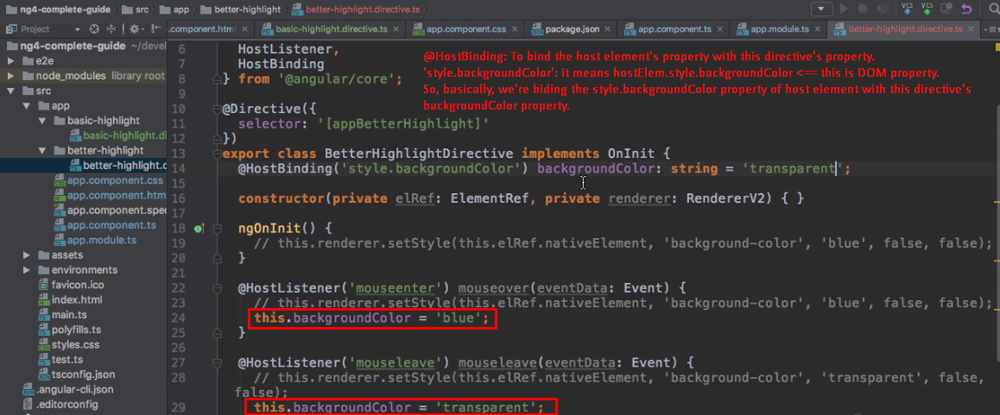 ng4-complete-guide src app better-highlight better-highlight.directive.ts
Project
.component.html basic-highlight.directive.ts app.component.css package.json app.component.ts app.module.ts better-highlight.directive.ts
ng4-complete-guide ~/devel
e2e
node_modules library root
src
app
basic-highlight
basic-highlight.di
better-highlight
better-highlight.d
app.component.css
app.component.htm
app.component.spe
app.component.ts
app.module.ts
assets
environments
favicon.ico
index.html
main.ts
polyfills.ts
styles.css
test.ts
tsconfig.json
.angular-cli.json
.editorconfig
VCS VCS
@HostBinding: To bind the host element's property with this directive's property.
'style.backgroundColor': it means hostElem.style.backgroundColor <== this is DOM property.
So, basically, we're biding the style.backgroundColor property of host element with this directive's
backgroundColor property.
6 HostListener,
7 HostBinding
8 } from '@angular/core';
9
10 @Directive({
11 selector: '[appBetterHighlight]'
12 })
13 export class BetterHighlightDirective implements OnInit {
14 @HostBinding('style.backgroundColor') backgroundColor: string = 'transparent';
15
16 constructor(private elRef: ElementRef, private renderer: RendererV2) { }
17
18 ngOnInit() {
19 // this.renderer.setStyle(this.elRef.nativeElement, 'background-color', 'blue', false, false);
20 }
21
22 @HostListener('mouseenter') mouseover(eventData: Event) {
23 // this.renderer.setStyle(this.elRef.nativeElement, 'background-color', 'blue', false, false);
24 this.backgroundColor = 'blue';
25 }
26
27 @HostListener('mouseleave') mouseleave(eventData: Event) {
28 // this.renderer.setStyle(this.elRef.nativeElement, 'background-color', 'transparent', false,
false);
29 this.backgroundColor = 'transparent';